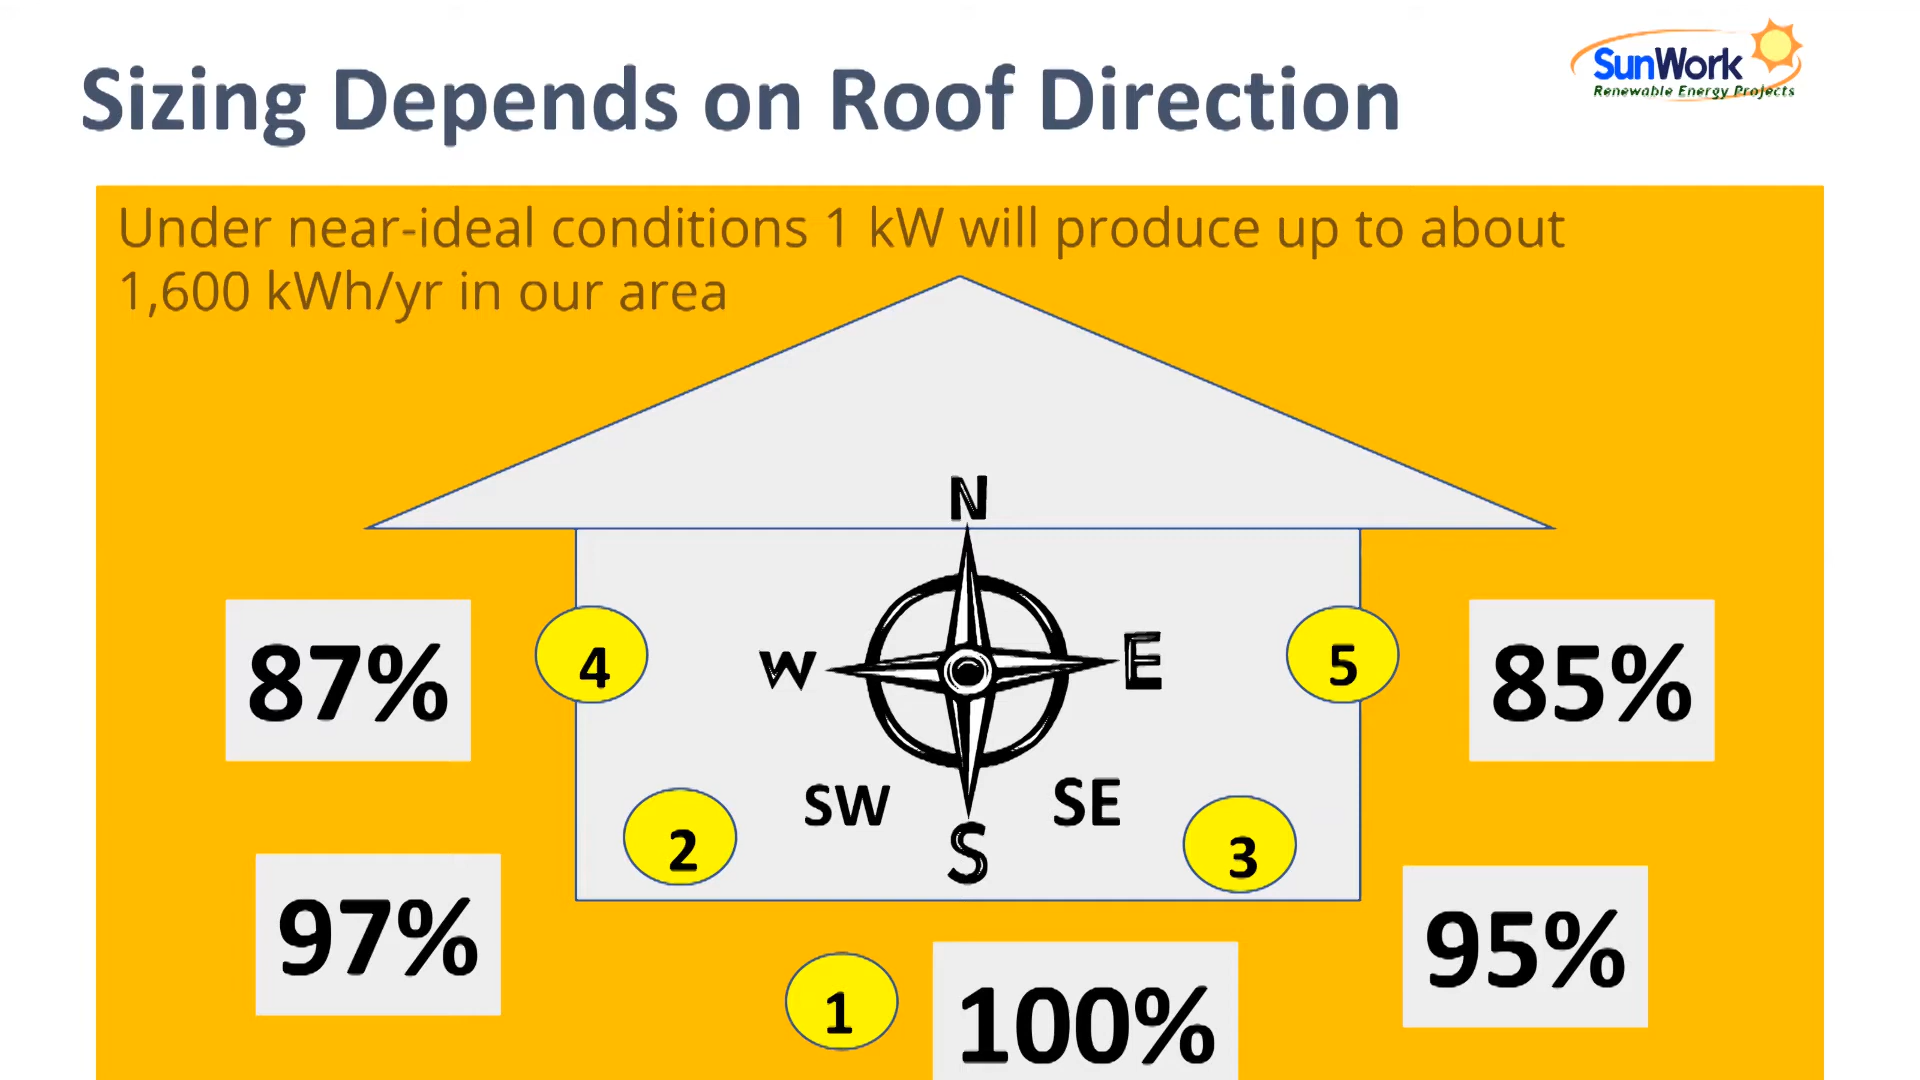 Sizing Depends on Roof Direction
SunWork
Renewable Energy Projects
Under near-ideal conditions 1 kW will produce up to about
1,600 kWh/yr in our area
N
87%
4
W
E
5
85%
SW
SE
2
S
3
97%
95%
1
100%